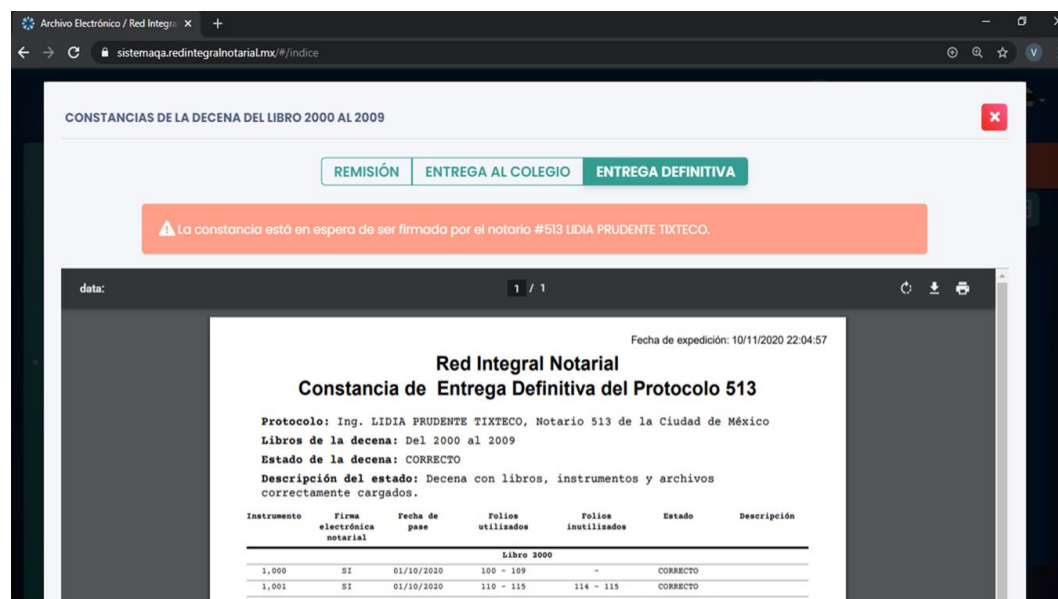 Archivo Electrónico / Red Integra
sistemaqa.redintegralnotarial.mx/#/indice
V
CONSTANCIAS DE LA DECENA DEL LIBRO 2000 AL 2009
REMISIÓN ENTREGA AL COLEGIO ENTREGA DEFINITIVA
La constancia está en espera de ser firmada por el notario #513 LIDIA PRUDENTE TIXTECO.
data: 1 / 1
Fecha de expedición: 10/11/2020 22:04:57
Red Integral Notarial
Constancia de Entrega Definitiva del Protocolo 513
Protocolo: Ing. LIDIA PRUDENTE TIXTECO, Notario 513 de la Ciudad de México
Libros de la decena: Del 2000 al 2009
Estado de la decena: CORRECTO
Descripción del estado: Decena con libros, instrumentos y archivos
correctamente cargados.
Instrumento Firma Fecha de Folios Folios Estado Descripción
electrónica pase utilizados inutilizados
notarial
Libro 2000
1,000 SI 01/10/2020 100 - 109 - CORRECTO
1,001 SI 01/10/2020 110 - 115 114 - 115 CORRECTO